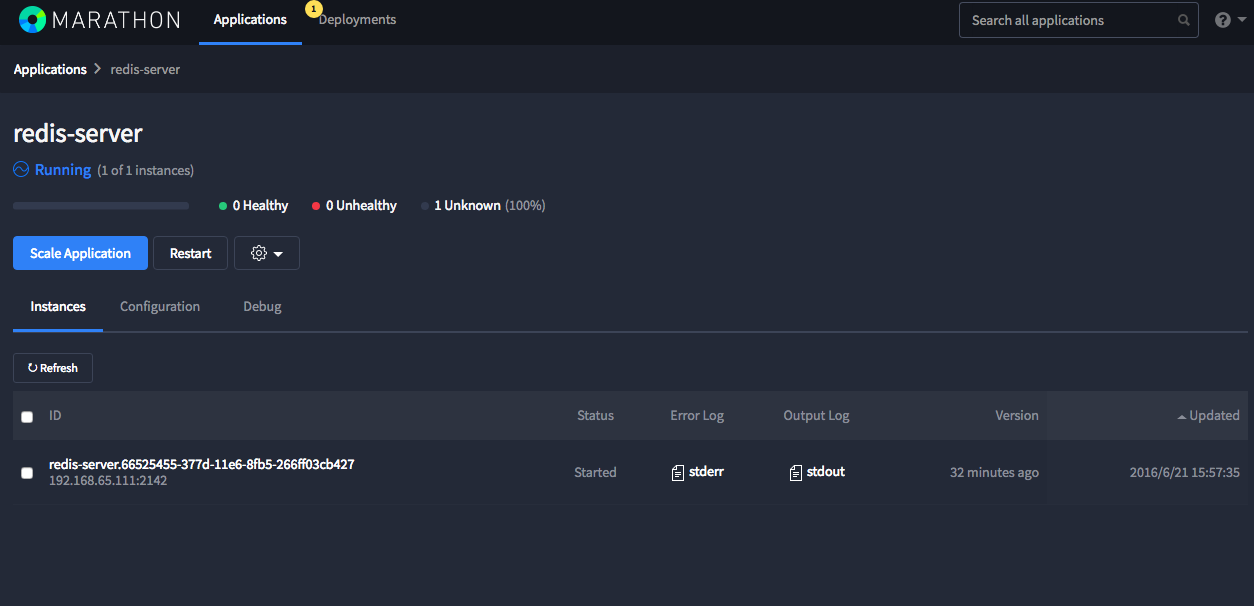 MARATHON Applications 1 Deployments Search all applications ?
Applications > redis-server
redis-server
Running (1 of 1 instances)
0 Healthy 0 Unhealthy 1 Unknown (100%)
Scale Application Restart
Instances Configuration Debug
Refresh
ID Status Error Log Output Log Version Updated
redis-server.66525455-377d-11e6-8fb5-266ff03cb427 Started stderr stdout 32 minutes ago 2016/6/21 15:57:35
192.168.65.111:2142